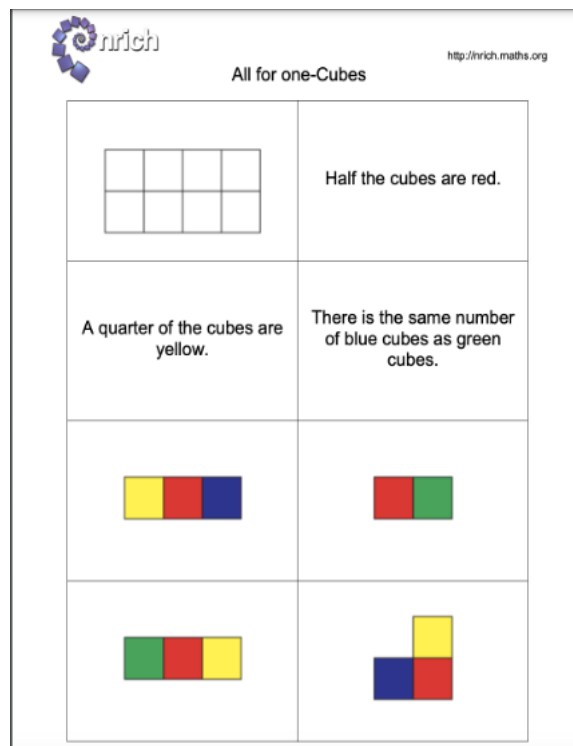 nrich
http://nrich.maths.org
All for one-Cubes
Half the cubes are red.
A quarter of the cubes are
yellow.
There is the same number
of blue cubes as green
cubes.